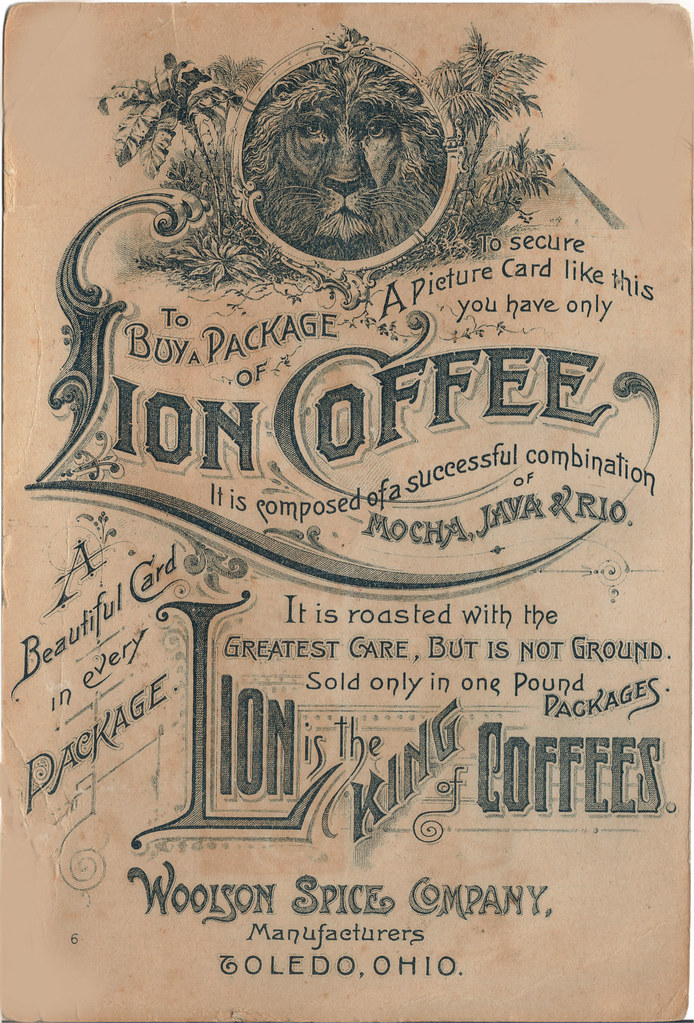 To secure
A Picture Card like this
you have only
To
Buy A Package
of
Lion Coffee
It is composed of a successful combination
of
Mocha, Java & Rio.
A
Beautiful Card
in every
Package.
It is roasted with the
Greatest Care, But is not Ground.
Sold only in one Pound
Packages.
Lion is the King of Coffees.
Woolson Spice Company,
Manufacturers
Toledo, Ohio.
6